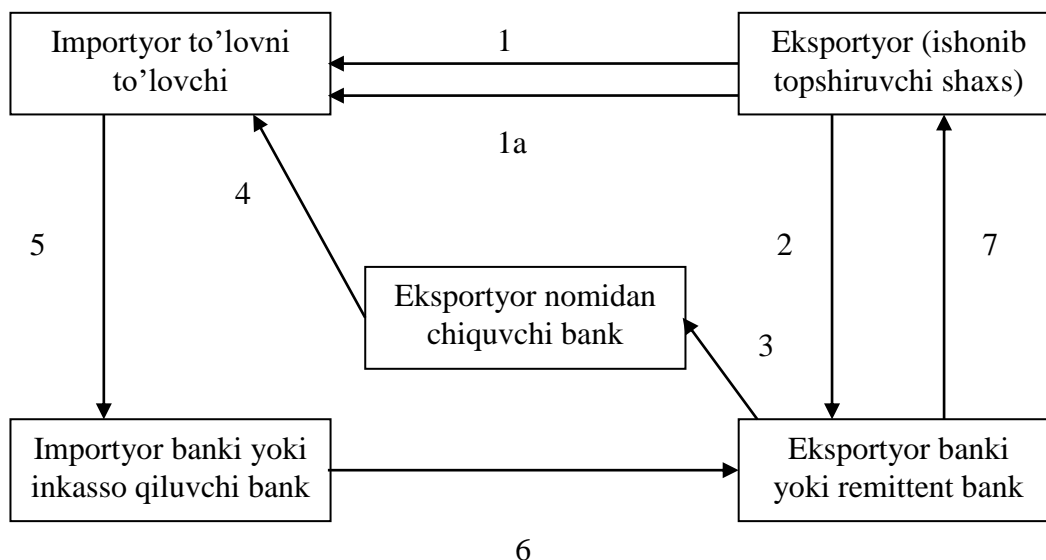 Importyor to’lovni
to’lovchi
1
Eksportyor (ishonib
topshiruvchi shaxs)
1a
4
5
2
7
Eksportyor nomidan
chiquvchi bank
3
Importyor banki yoki
inkasso qiluvchi bank
Eksportyor banki
yoki remittent bank
6